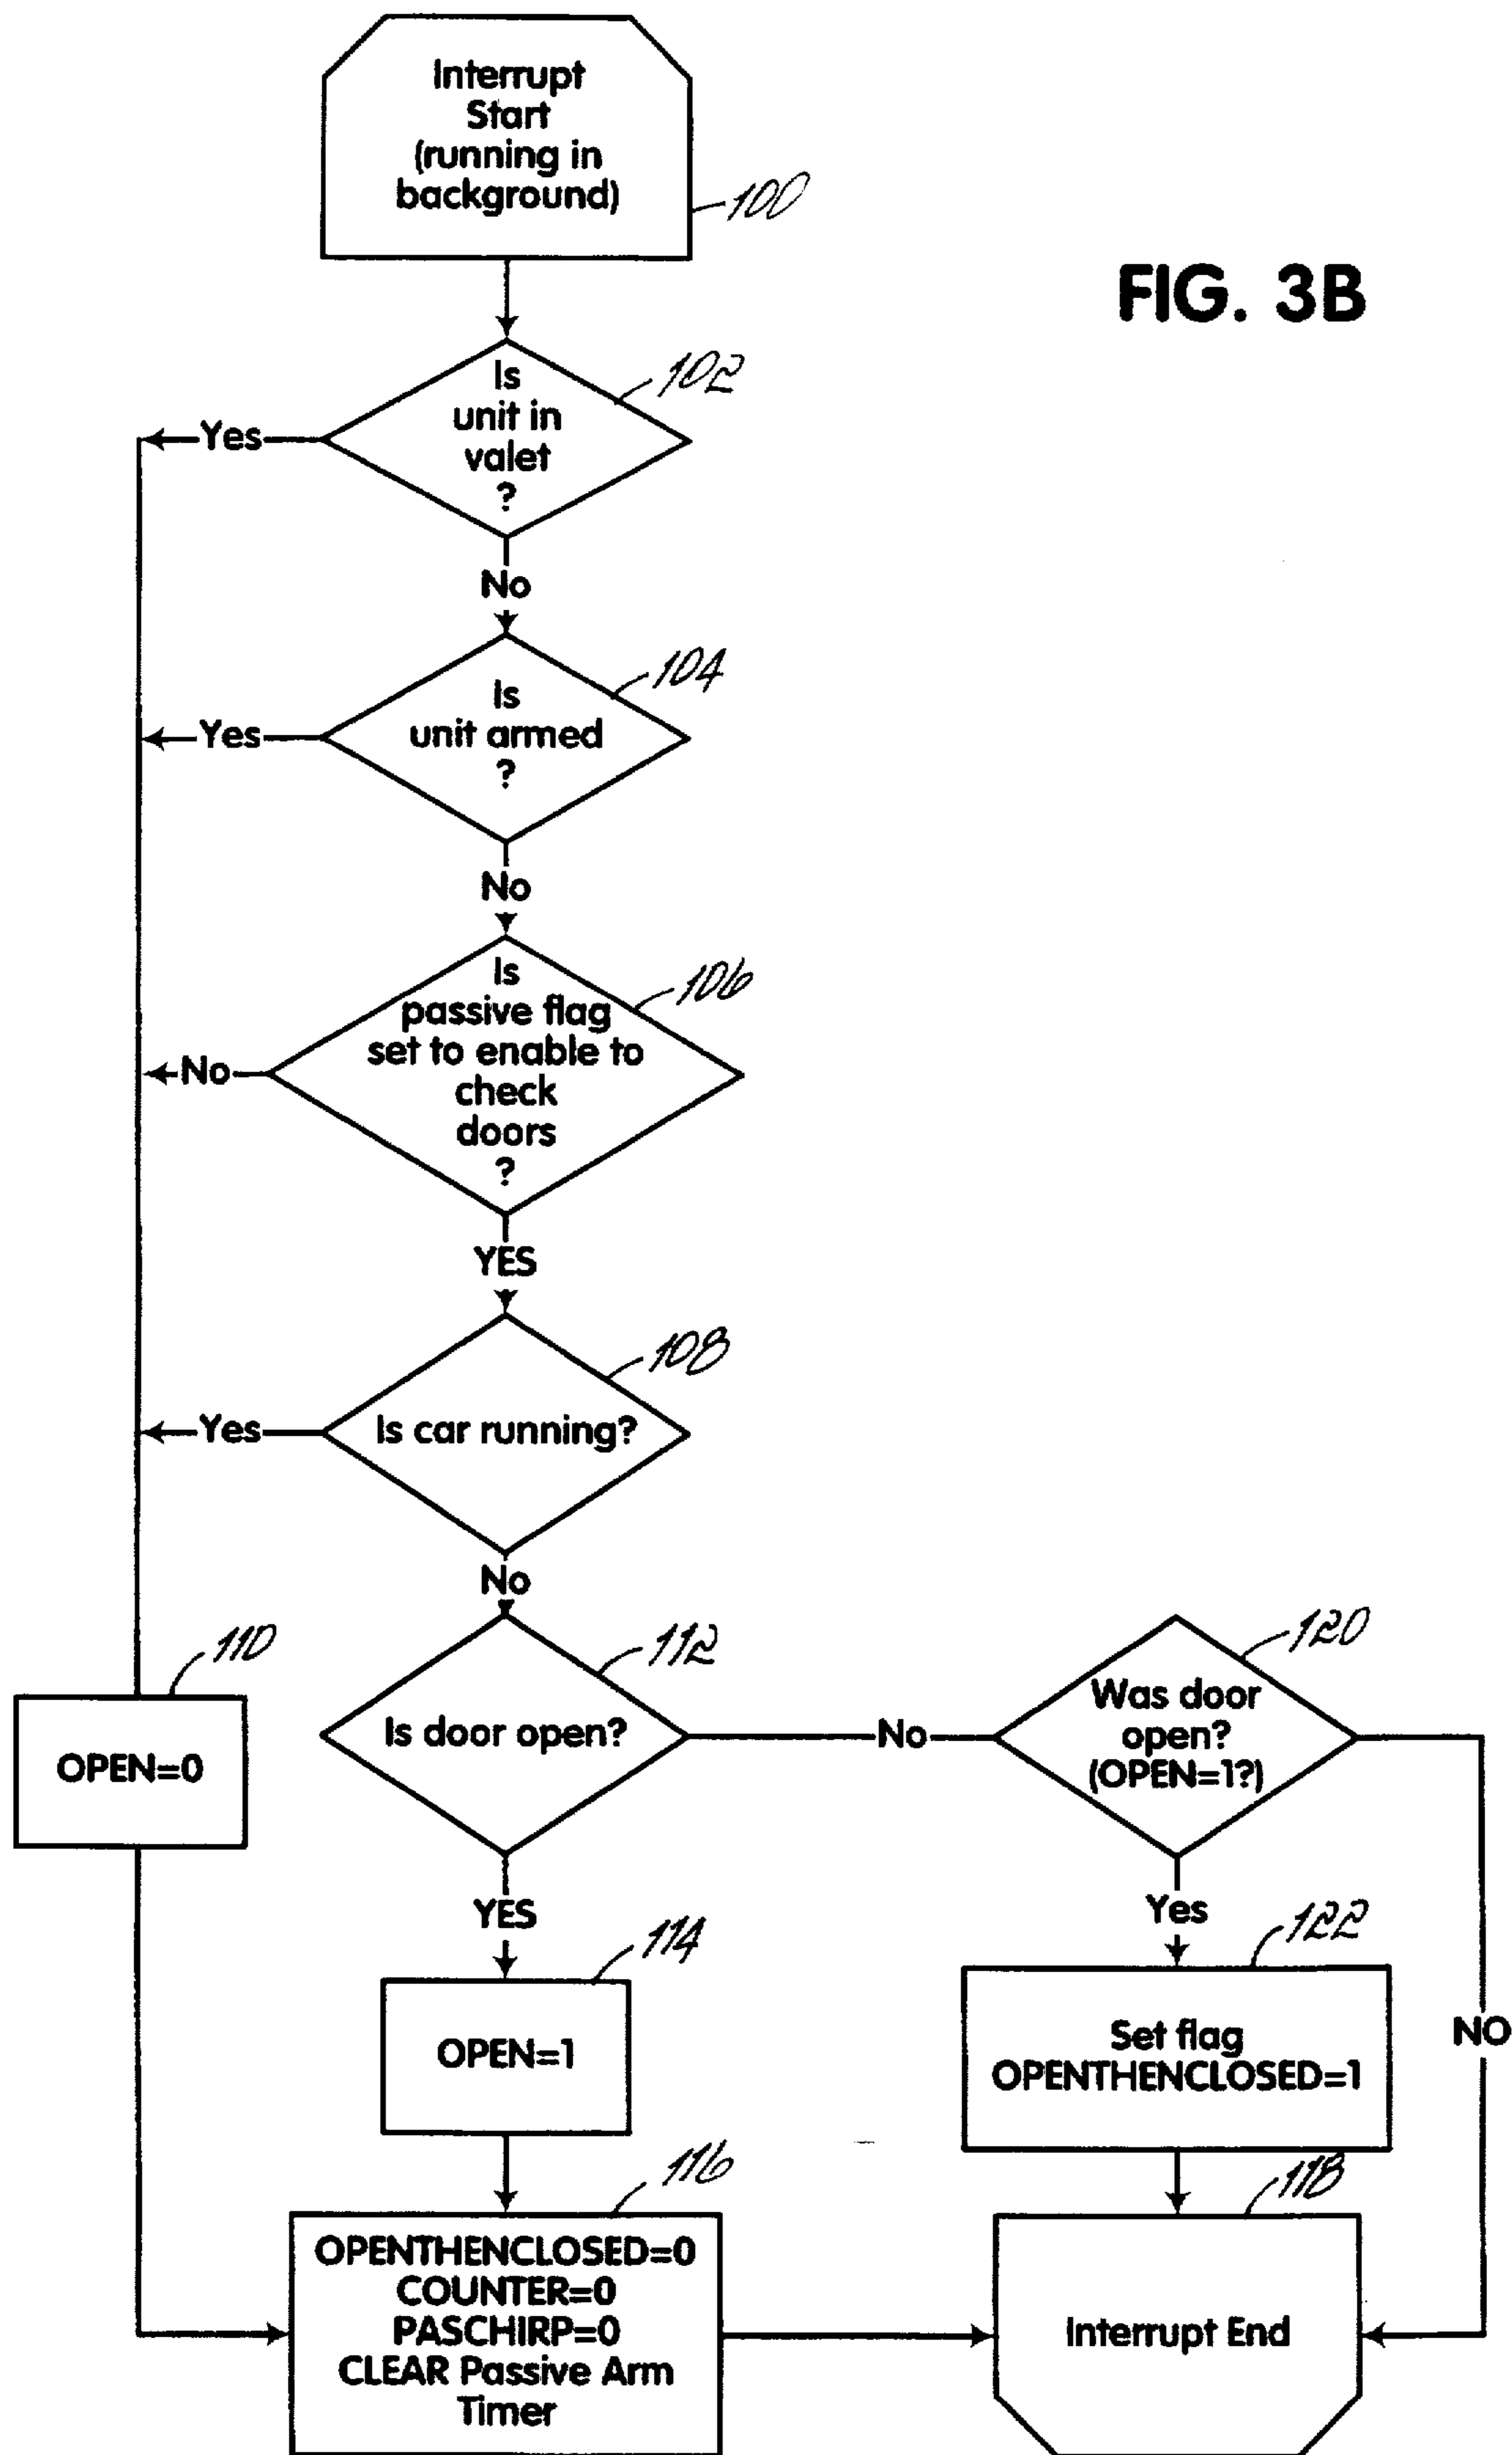 Interrupt
Start
(running in
background)
100
FIG. 3B
Is
unit in
valet
?
102
Yes
No
Is
unit armed
?
104
Yes
No
Is
passive flag
set to enable to
check
doors
?
106
No
YES
Is car running?
108
Yes
No
110
OPEN=0
Is door open?
112
No
Was door
open?
(OPEN=1?)
120
YES
Yes
NO
OPEN=1
114
Set flag
OPENTHENCLOSED=1
122
OPENTHENCLOSED=0
COUNTER=0
PASCHIRP=0
CLEAR Passive Arm
Timer
116
Interrupt End
118